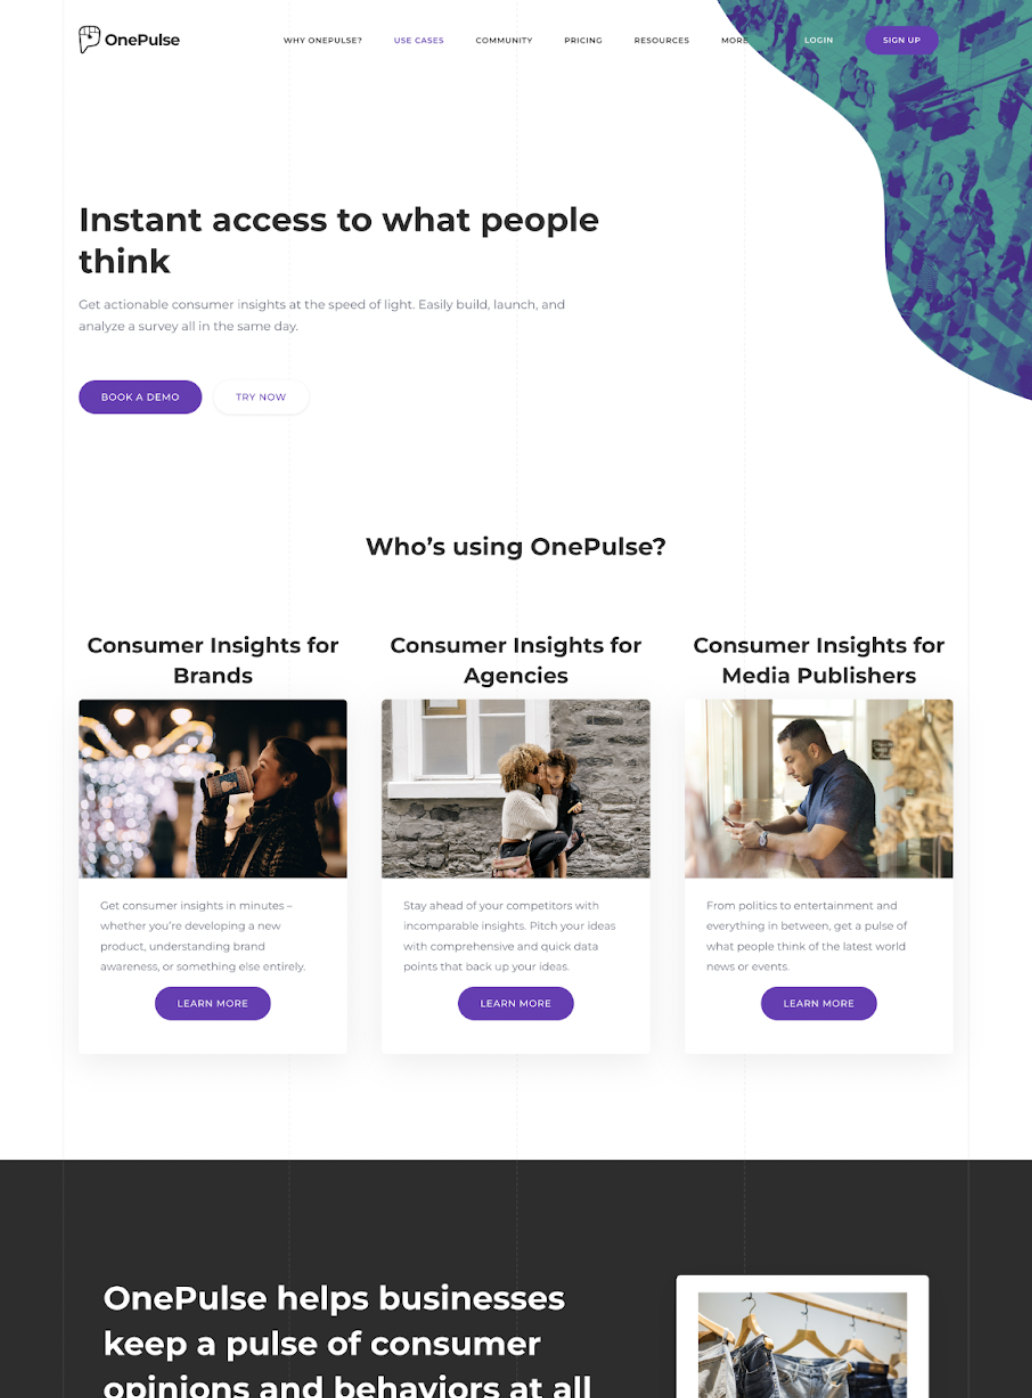 OnePulse
WHY ONEPULSE? USE CASES COMMUNITY PRICING RESOURCES MORE LOGIN SIGN UP
Instant access to what people
think
Get actionable consumer insights at the speed of light. Easily build, launch, and
analyze a survey all in the same day.
BOOK A DEMO TRY NOW
Who’s using OnePulse?
Consumer Insights for
Brands
Get consumer insights in minutes –
whether you’re developing a new
product, understanding brand
awareness, or something else entirely.
LEARN MORE
Consumer Insights for
Agencies
Stay ahead of your competitors with
incomparable insights. Pitch your ideas
with comprehensive and quick data
points that back up your ideas.
LEARN MORE
Consumer Insights for
Media Publishers
From politics to entertainment and
everything in between, get a pulse of
what people think of the latest world
news or events.
LEARN MORE
OnePulse helps businesses
keep a pulse of consumer
opinions and behaviors at all